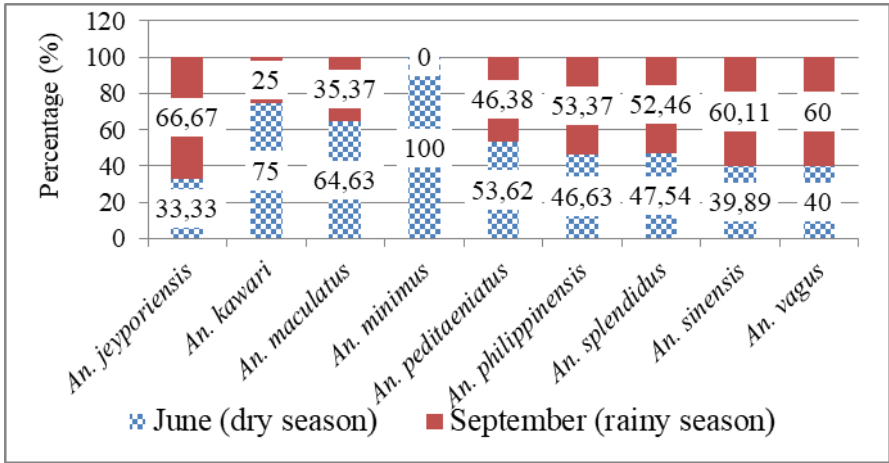 Percentage (%)
120
100
80
60
40
20
0
66,67
33,33
25
75
35,37
64,63
0
100
46,38
53,62
53,37
46,63
52,46
47,54
60,11
39,89
60
40
An. jeyporiensis
An. kawari
An. maculatus
An. minimus
An. peditaeniatus
An. philippinensis
An. splendidus
An. sinensis
An. vagus
June (dry season)
September (rainy season)